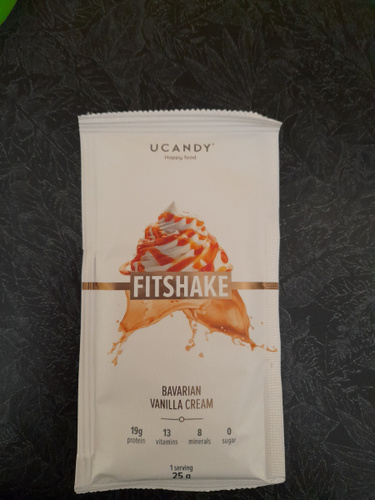 UCANDY
Happy food
FITSHAKE
BAVARIAN
VANILLA CREAM
19g 13 8 0
protein vitamins minerals sugar
1 serving
25 g